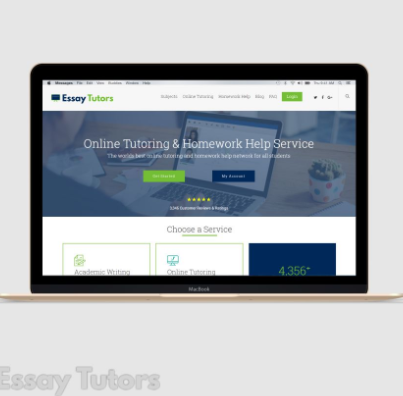 Essay Tutors
Subjects Online Tutoring Homework Help Blog FAQ Login
Online Tutoring & Homework Help Service
The world's best online tutoring and homework help network for all students
Get Started My Account
Choose a Service
Academic Writing Online Tutoring 4,356+
MacBook
Essay Tutors